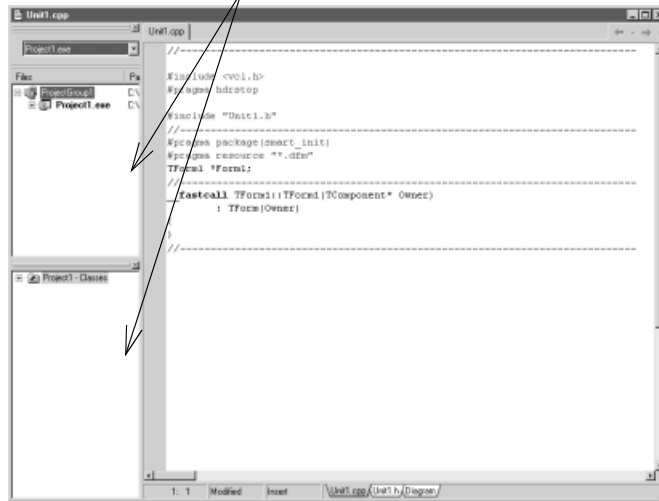 Unit1.cpp
Project1.exe
Files Pa
ProjectGroup1 C:\
Project1.exe C:\
Project1 - Classes
Unit1.cpp
//---------------------------------------------------------------------------
#include <vcl.h>
#pragma hdrstop
#include "Unit1.h"
//---------------------------------------------------------------------------
#pragma package(smart_init)
#pragma resource "*.dfm"
TForm1 *Form1;
//---------------------------------------------------------------------------
__fastcall TForm1::TForm1(TComponent* Owner)
: TForm(Owner)
{
}
//---------------------------------------------------------------------------
1: 1 Modified Insert Unit1.cpp Unit1.h Diagram